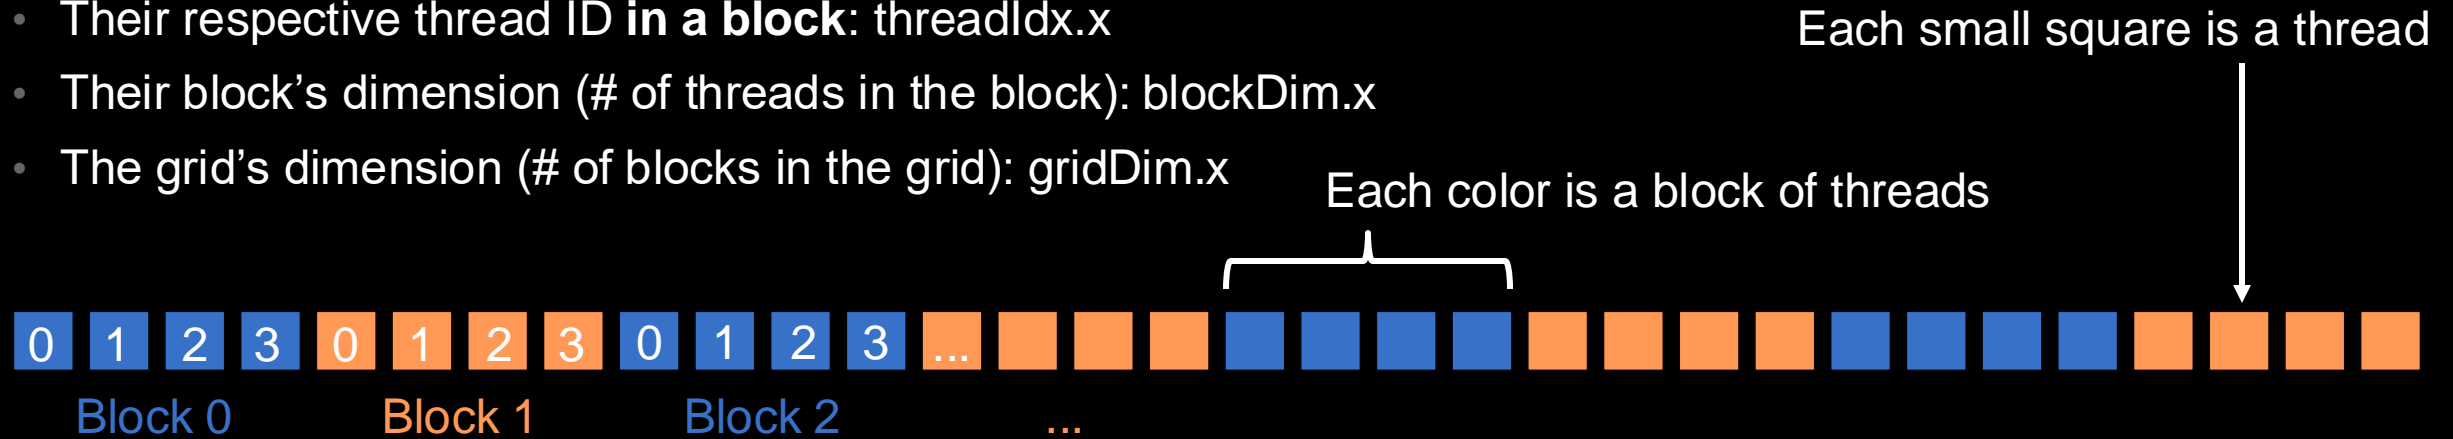 • Their respective thread ID in a block: threadIdx.x
Each small square is a thread
• Their block’s dimension (# of threads in the block): blockDim.x
• The grid’s dimension (# of blocks in the grid): gridDim.x
Each color is a block of threads
0 1 2 3 0 1 2 3 0 1 2 3 ...
Block 0 Block 1 Block 2 ...